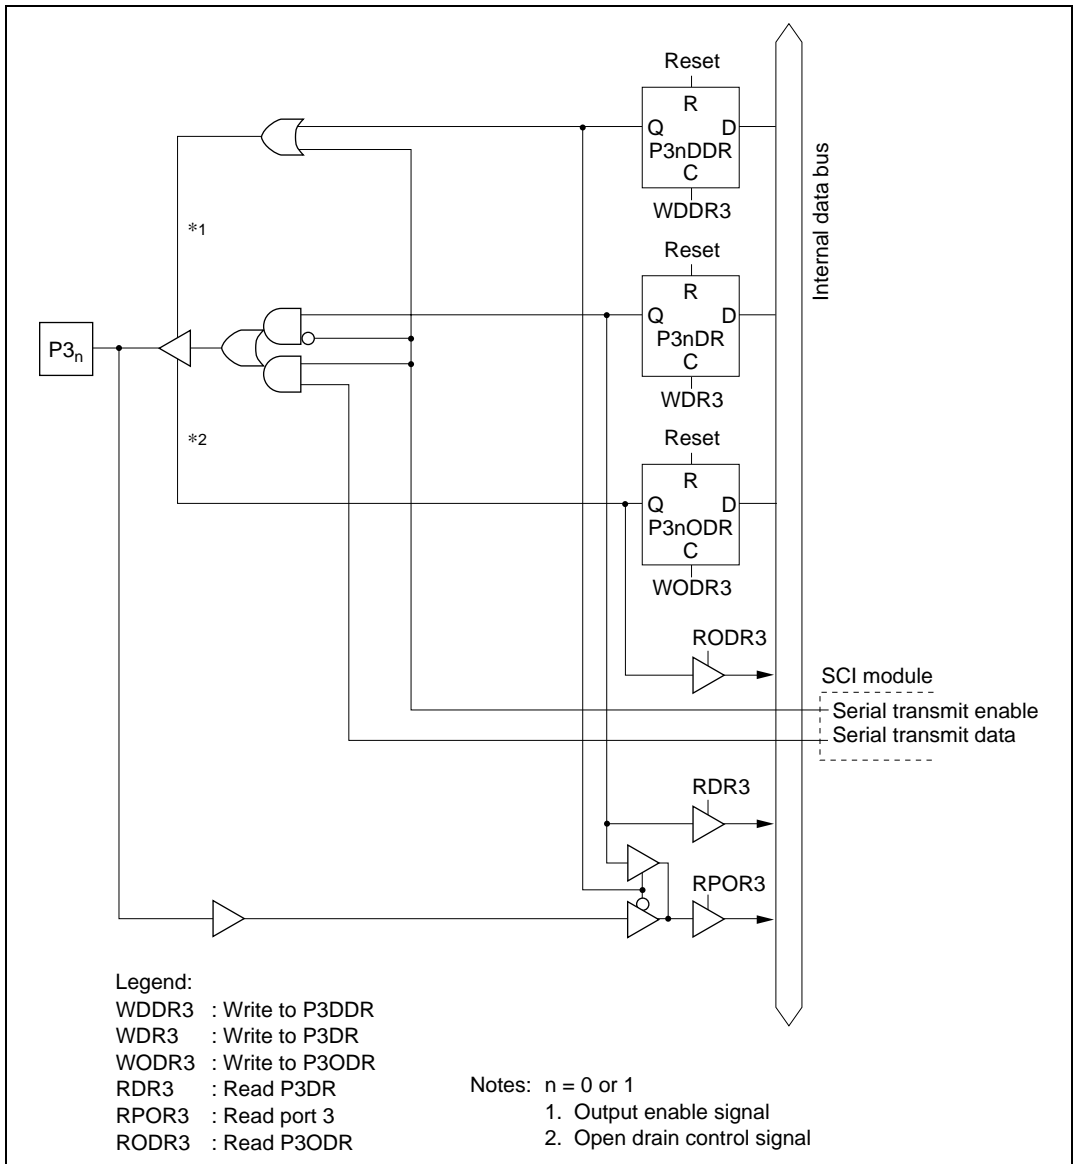 Reset
R
Q D
P3nDDR
C
WDDR3
Internal data bus
*1
Reset
R
Q D
P3nDR
C
WDR3
P3n
*2
Reset
R
Q D
P3nODR
C
WODR3
RODR3
SCI module
Serial transmit enable
Serial transmit data
RDR3
RPOR3
Legend:
WDDR3 : Write to P3DDR
WDR3 : Write to P3DR
WODR3 : Write to P3ODR
RDR3 : Read P3DR
RPOR3 : Read port 3
RODR3 : Read P3ODR
Notes: n = 0 or 1
1. Output enable signal
2. Open drain control signal